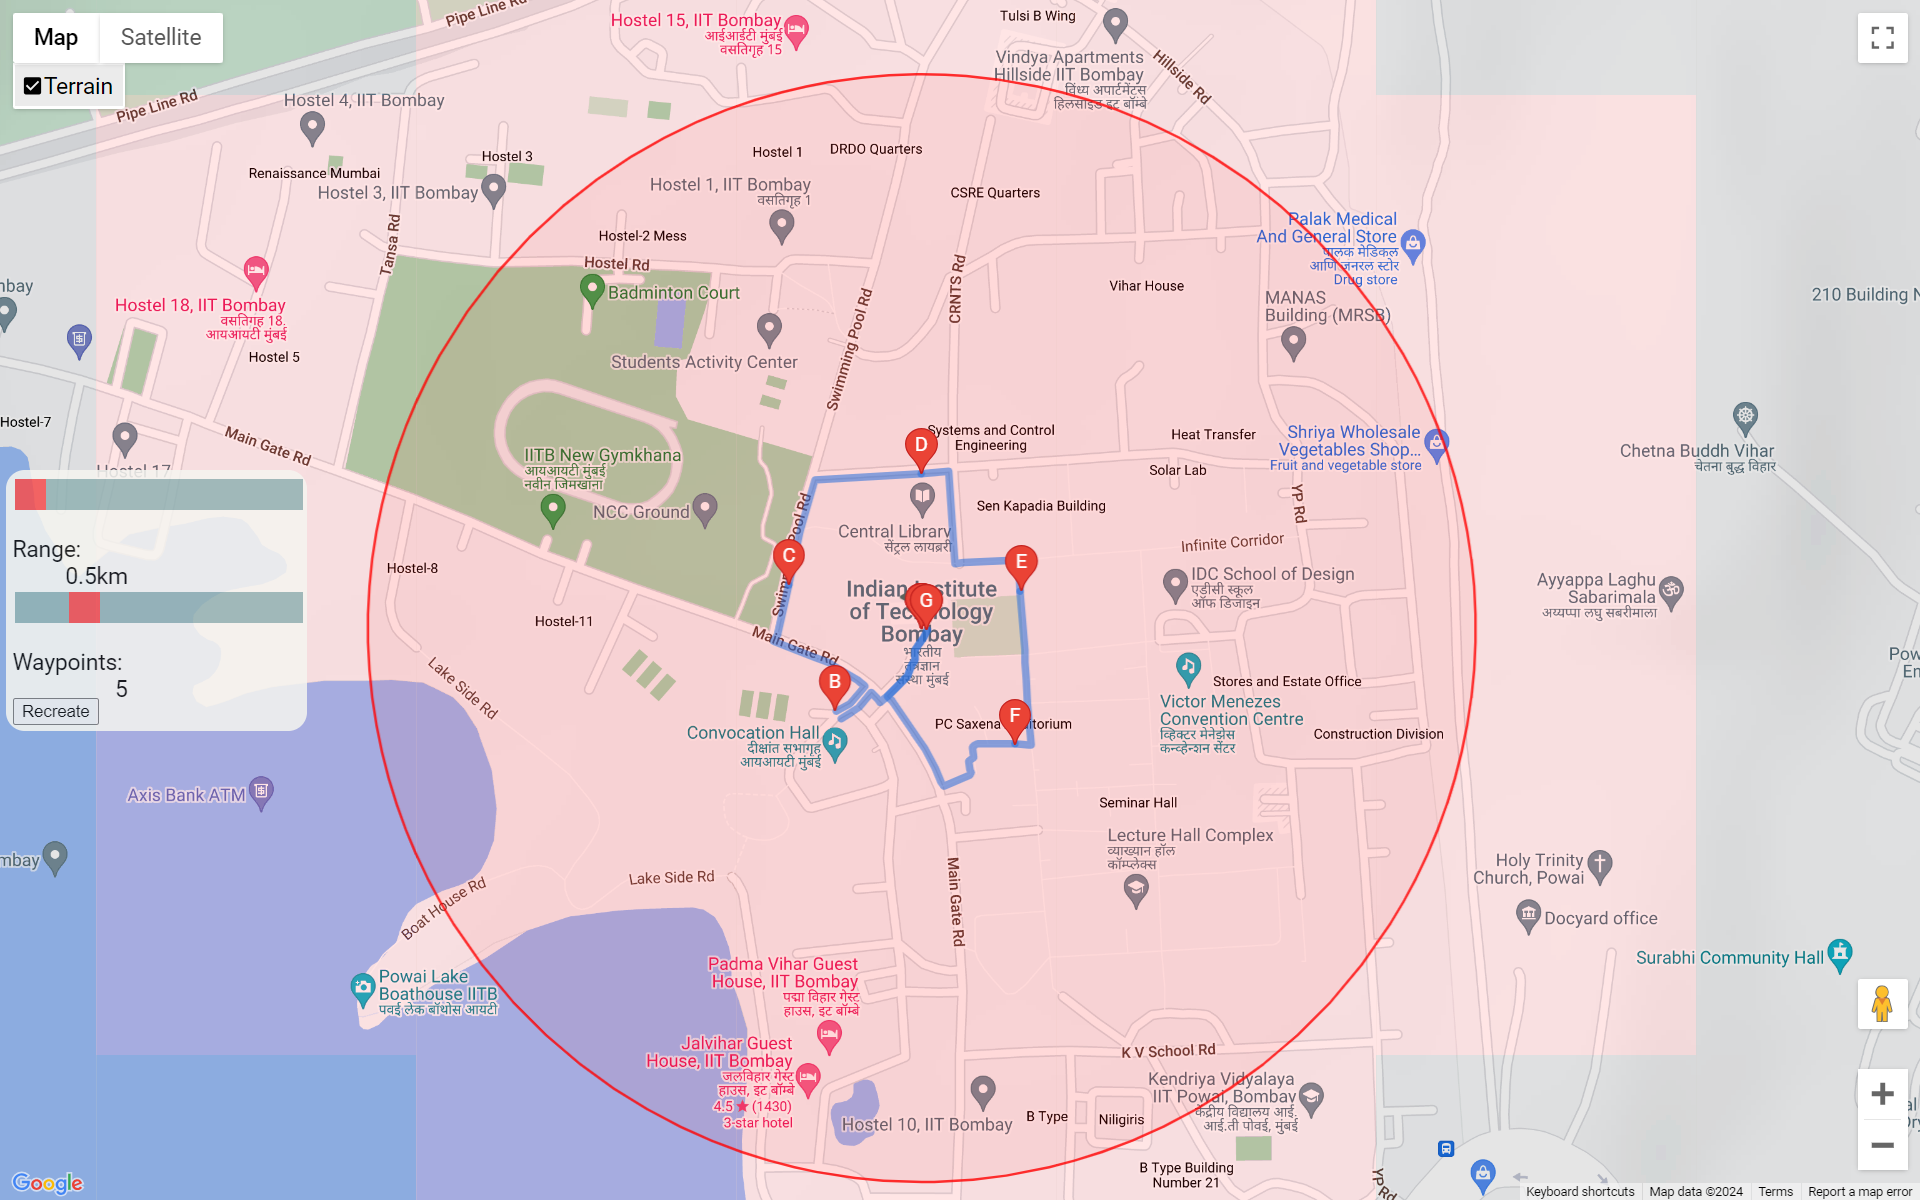 Map
Satellite
Terrain
Pipe Line Rd
Pipe Line Rd
Hostel 15, IIT Bombay
आईआईटी मुंबई
वसतिगृह 15
Tulsi B Wing
Vindya Apartments
Hillside IIT Bombay
विंध्य अपार्टमेंटस
हिलसाइड इट बॉम्बे
Hillside Rd
Hostel 4, IIT Bombay
Renaissance Mumbai
Hostel 3
Hostel 3, IIT Bombay
Hostel 1
DRDO Quarters
Hostel 1, IIT Bombay
वसतिगृह 1
CSRE Quarters
Tansa Rd
Hostel-2 Mess
Hostel Rd
Badminton Court
Palak Medical
And General Store
पालक मेडिकल
आणि जनरल स्टोर
Drug store
Hostel 18, IIT Bombay
वसतिगृह 18.
आयआयटी मुंबई
Hostel 5
Vihar House
CRNTS Rd
Swimming Pool Rd
MANAS
Building (MRSB)
210 Building
Students Activity Center
Hostel-7
Main Gate Rd
Hostel 17
IITB New Gymkhana
आयआयटी मुंबई
नवीन जिमखाना
NCC Ground
D
Systems and Control
Engineering
Heat Transfer
Solar Lab
Shriya Wholesale
Vegetables Shop...
Fruit and vegetable store
Chetna Buddh Vihar
चेतना बुद्ध विहार
Central Library
सेंट्रल लायब्ररी
Sen Kapadia Building
YP Rd
Infinite Corridor
Range:
0.5km
Waypoints:
5
Recreate
Hostel-8
Hostel-11
C
Pool Rd
E
IDC School of Design
एडीसी स्कूल
ऑफ डिजाइन
Ayyappa Laghu
Sabarimala
अय्यप्पा लघु सबरीमाला
G
of Technology
Bombay
भारतीय
तंत्रज्ञान
संस्था मुंबई
Main Gate Rd
B
Lake Side Rd
F
PC Saxena
Stores and Estate Office
Victor Menezes
Convention Centre
व्हिक्टर मेनेझेस
कन्व्हेन्शन सेंटर
Construction Division
Convocation Hall
दीक्षांत सभागृह
आयआयटी मुंबई
Axis Bank ATM
Seminar Hall
Lecture Hall Complex
व्याख्यान हॉल
कॉम्प्लेक्स
Lake Side Rd
Boat House Rd
Main Gate Rd
Holy Trinity
Church, Powai
Docyard office
Surabhi Community Hall
Powai Lake
Boathouse IITB
पवई लेक बॉथोस आयटी
Padma Vihar Guest
House, IIT Bombay
पद्मा विहार गेस्ट
हाउस, इट बॉम्बे
Jalvihar Guest
House, IIT Bombay
जलविहार गेस्ट
हाउस, इट बॉम्बे
4.5 ★ (1430)
3-star hotel
K V School Rd
Kendriya Vidyalaya
IIT Powai, Bombay
केंद्रीय विद्यालय आई.
आई.ती पोवई, मुंबई
Hostel 10, IIT Bombay
B Type
Niligiris
B Type Building
Number 21
YP Rd
Google
Keyboard shortcuts
Map data ©2024
Terms
Report a map error